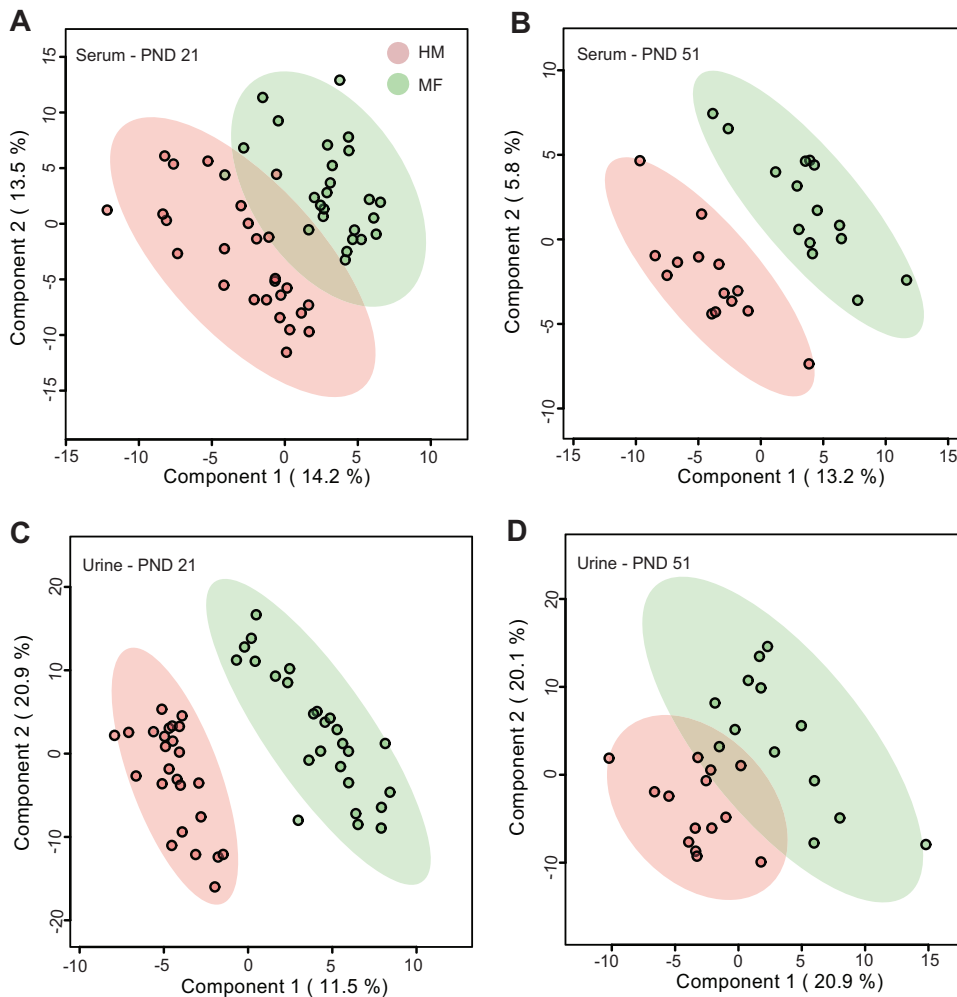 A
Serum - PND 21
HM
MF
15
10
5
0
-5
-10
-15
Component 2 ( 13.5 %)
-15
-10
-5
0
5
10
Component 1 ( 14.2 %)
B
Serum - PND 51
10
5
0
-5
-10
Component 2 ( 5.8 %)
-15
-10
-5
0
5
10
15
Component 1 ( 13.2 %)
C
Urine - PND 21
20
10
0
-10
-20
Component 2 ( 20.9 %)
-10
-5
0
5
10
Component 1 ( 11.5 %)
D
Urine - PND 51
20
10
0
-10
Component 2 ( 20.1 %)
-10
-5
0
5
10
15
Component 1 ( 20.9 %)